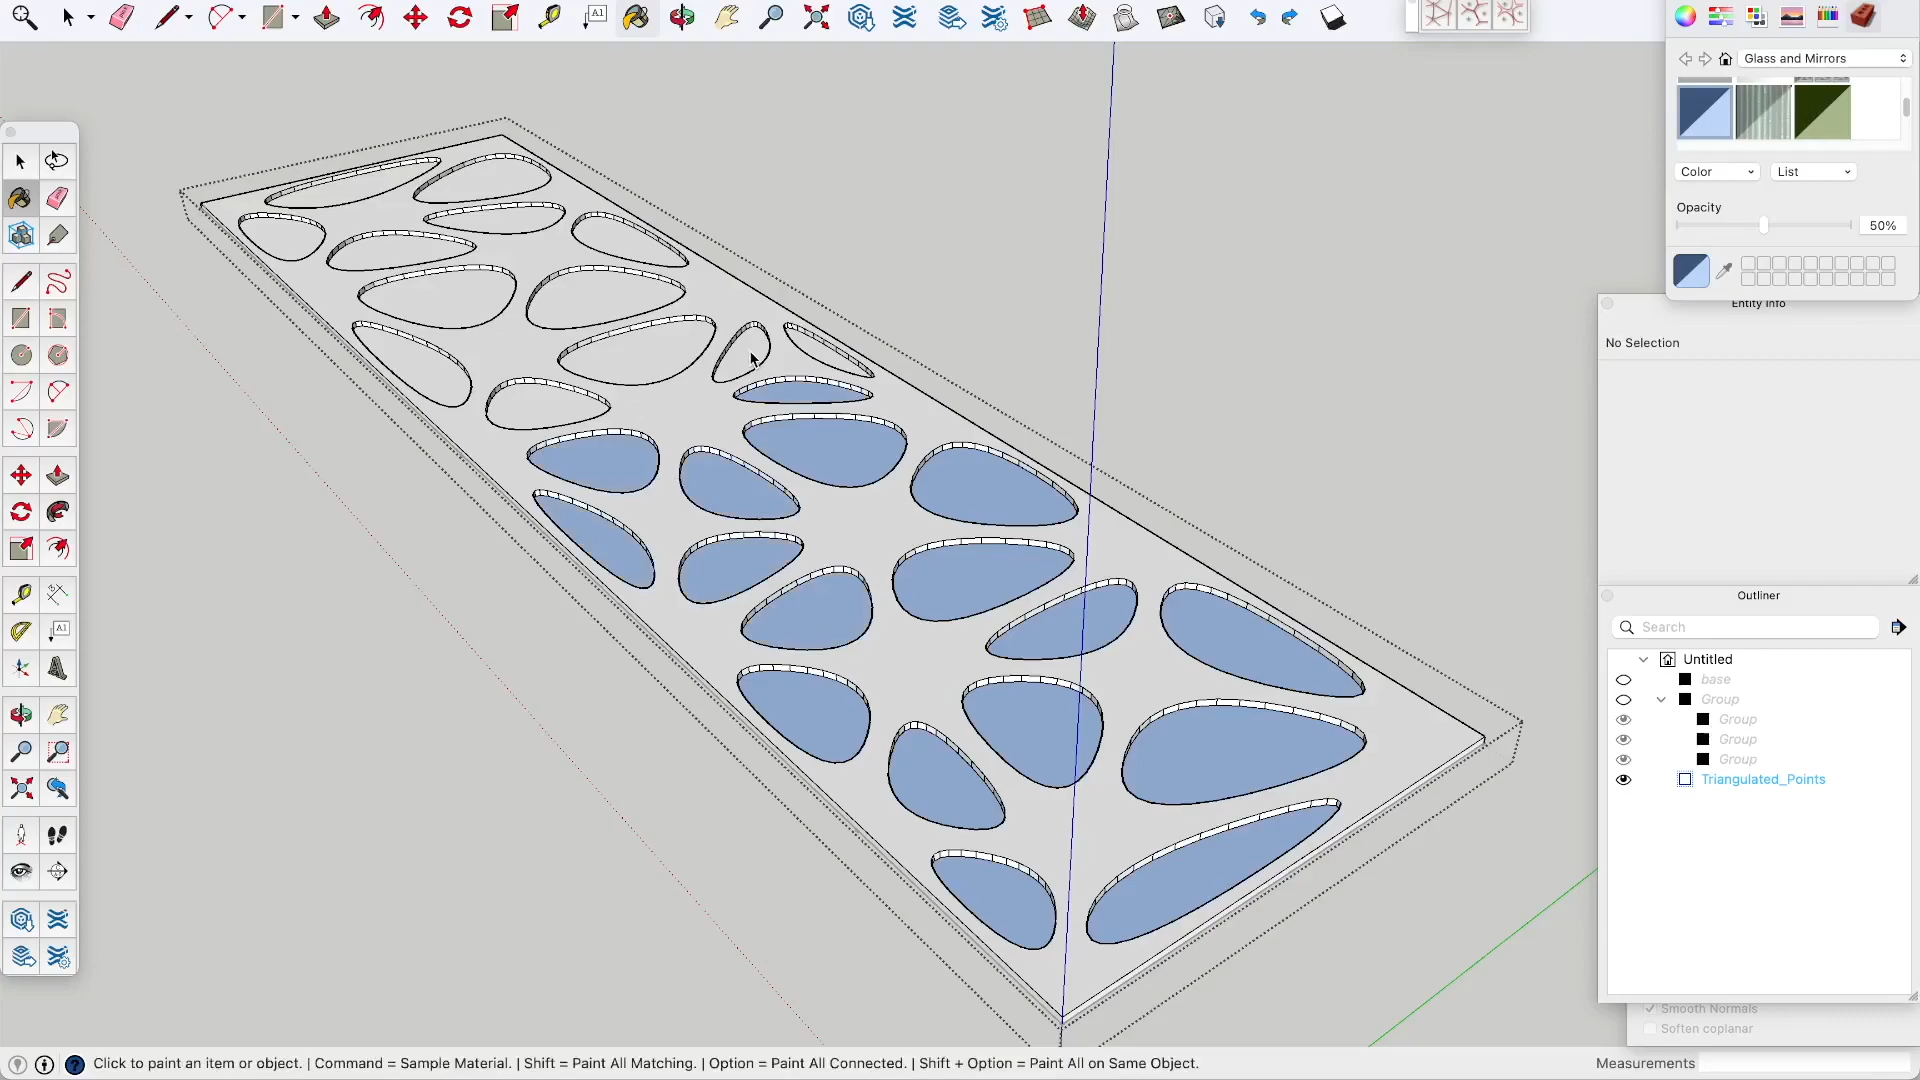 A1
Glass and Mirrors
Color
List
Opacity
50%
Entity Info
No Selection
A1
Outliner
Search
Untitled
base
Group
Group
Group
Group
Triangulated_Points
Smooth Normals
Soften coplanar
Click to paint an item or object. | Command = Sample Material. | Shift = Paint All Matching. | Option = Paint All Connected. | Shift + Option = Paint All on Same Object.
Measurements